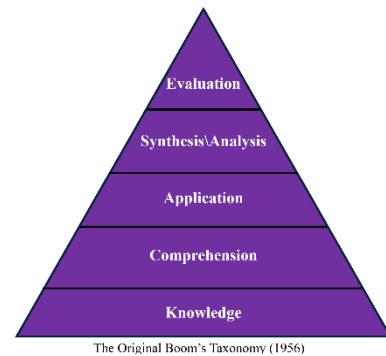 Evaluation
Synthesis\Analysis
Application
Comprehension
Knowledge
The Original Boom's Taxonomy (1956)